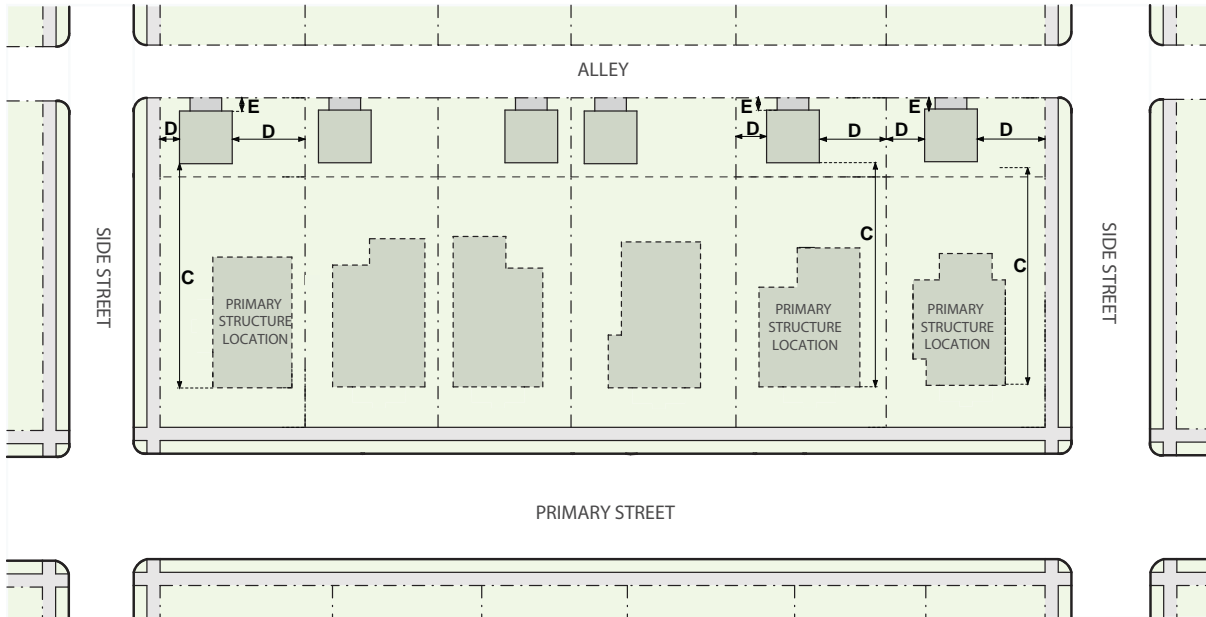 ALLEY
E
E
E
D
D
D
D
D
D
SIDE STREET
C
C
C
SIDE STREET
PRIMARY
STRUCTURE
LOCATION
PRIMARY
STRUCTURE
LOCATION
PRIMARY
STRUCTURE
LOCATION
PRIMARY STREET